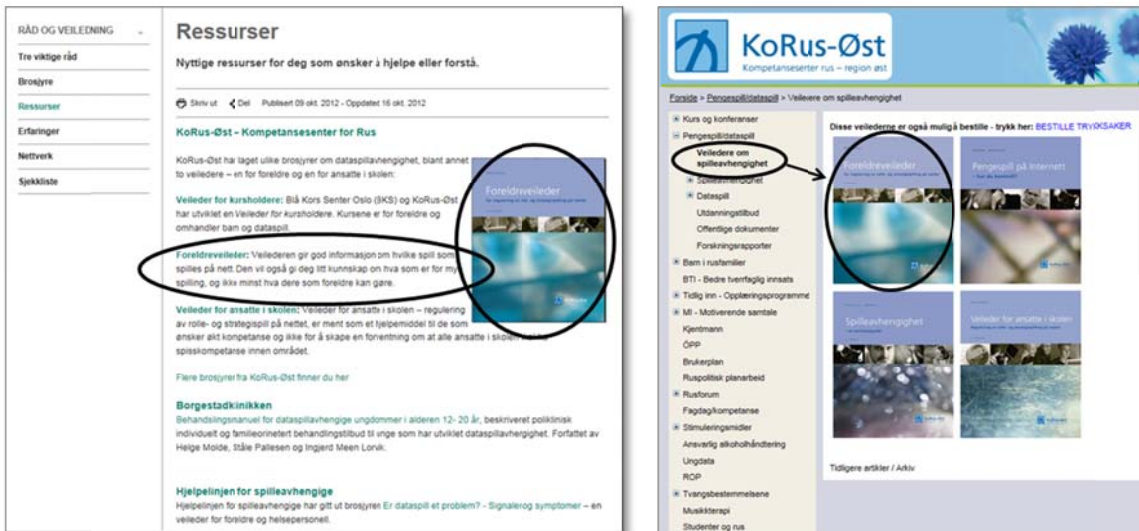 RÅD OG VEILEDNING
Tre viktige råd
Brosjyre
Ressurser
Erfaringer
Nettverk
Sjekkliste
Ressurser
Nyttige ressurser for deg som ønsker å hjelpe eller forstå.
Skriv ut Del Publisert 09 okt. 2012 - Oppdatert 16 okt. 2012
KoRus-Øst – Kompetansesenter for Rus
KoRus-Øst har laget ulike brosjyrer om dataspillavhengighet, blant annet
to veiledere – en for foreldre og en for ansatte i skolen:
Veileder for kursholdere: Blå Kors Senter Oslo (BKS) og KoRus-Øst
har utviklet en Veileder for kursholdere. Kursene er for foreldre og
omhandler barn og dataspill.
Foreldreveileder: Veilederen gir god informasjon om hvilke spill som
spilles på nett. Den vil også gi deg litt kunnskap om hva som er for mye
spilling, og ikke minst hva dere som foreldre kan gjøre.
Veileder for ansatte i skolen: Veileder for ansatte i skolen – regulering
av rolle- og strategispill på nettet, er ment som et hjelpemiddel til de som
ønsker økt kompetanse og ikke for å skape en forventning om at alle ansatte i skolen
spisskompetanse innen området.
Flere brosjyrer fra KoRus-Øst finner du her
Borgestadklinikken
Behandslingsmanuel for dataspillavhengige ungdommer i alderen 12- 20 år, beskriveret poliklinisk
individuelt og familieorinetert behandlingstilbud til unge som har utviklet dataspillavhergighet. Forfattet av
Helge Molde, Ståle Pallesen og Ingjerd Meen Lorvik.
Hjelpelinjen for spilleavhengige
Hjelpelinjen for spilleavhengige har gitt ut brosjyren Er dataspill et problem? - Signaler og symptomer – en
veileder for foreldre og helsepersonell.
Foreldreveileder
KoRus-Øst
Kompetansesenter rus – region øst
Forside > Pengespill/dataspill > Veiledere om spilleavhengighet
Kurs og konferanser
Pengespill/dataspill
Veiledere om
spilleavhengighet
Spilleavhengighet
Dataspill
Utdanningstilbud
Offentlige dokumenter
Forskningsrapporter
Barn i rusfamilier
BTI - Bedre tverrfaglig innsats
Tidlig inn - Opplæringsprogramme
MI - Motiverende samtale
Kjentmann
ÖPP
Brukerplan
Ruspolitisk planarbeid
Rusforum
Fagdag/kompetanse
Stimuleringsmidler
Ansvarlig alkoholhåndtering
Ungdata
ROP
Tvangsbestemmelsene
Musikkterapi
Studenter og rus
Disse veilederne er også mulig å bestille - trykk her: BESTILLE TRYKKSAKER
Foreldreveileder
Pengespill på Internett
Spilleavhengighet
Veileder for ansatte i skolen
Tidligere artikler / Arkiv